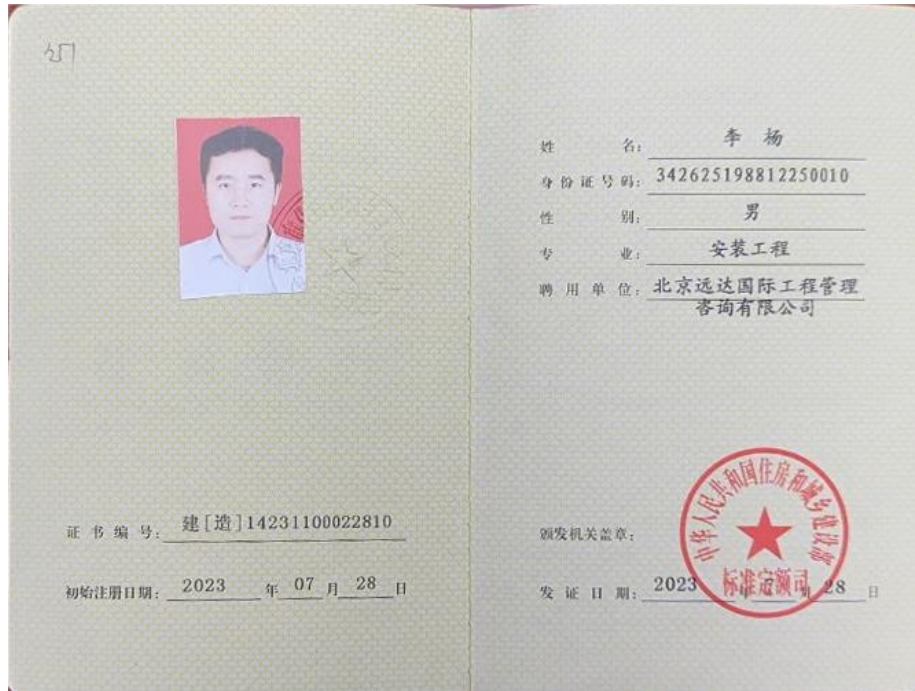 证书编号: 建[造]14231100022810
初始注册日期: 2023 年 07 月 28 日
姓名: 李杨
身份证号码: 342625198812250010
性别: 男
专业: 安装工程
聘用单位: 北京远达国际工程管理
咨询有限公司
颁发机关盖章:
中华人民共和国住房和城乡建设部
标准定额司
发证日期: 2023 年 7 月 28 日